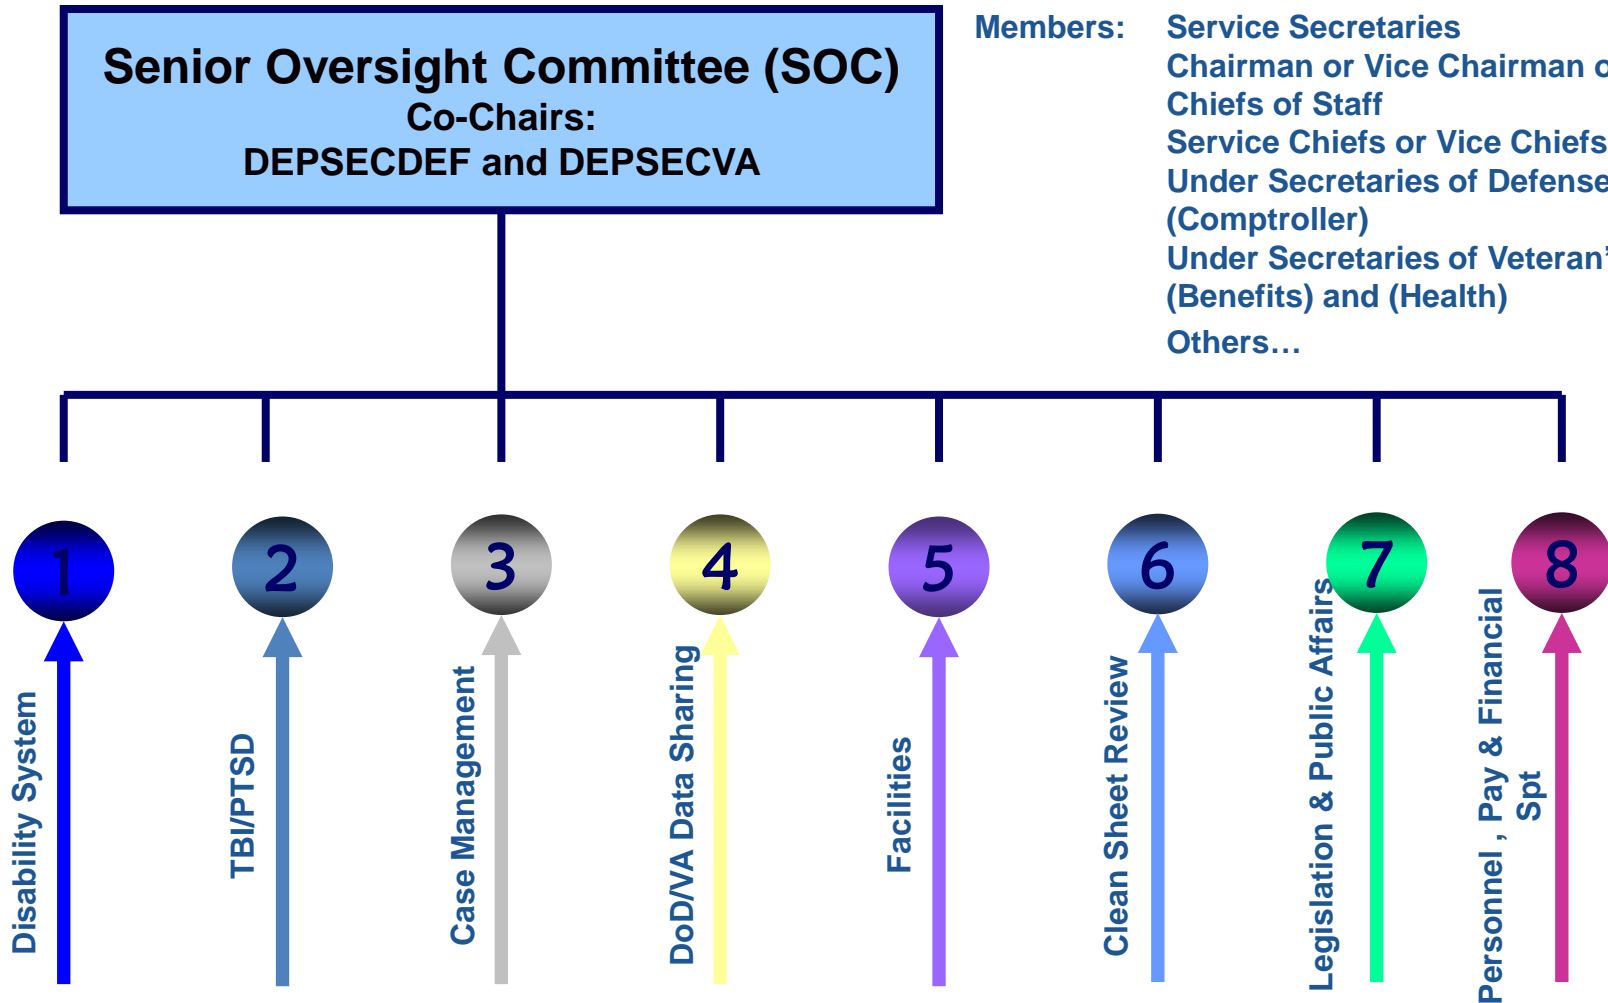 Senior Oversight Committee (SOC)
Co-Chairs:
DEPSECDEF and DEPSECVA
Members: Service Secretaries
Chairman or Vice Chairman o
Chiefs of Staff
Service Chiefs or Vice Chiefs
Under Secretaries of Defense
(Comptroller)
Under Secretaries of Veteran'
(Benefits) and (Health)
Others…
1
2
3
4
5
6
7
8
Disability System
TBI/PTSD
Case Management
DoD/VA Data Sharing
Facilities
Clean Sheet Review
Legislation & Public Affairs
Personnel , Pay & Financial
Spt